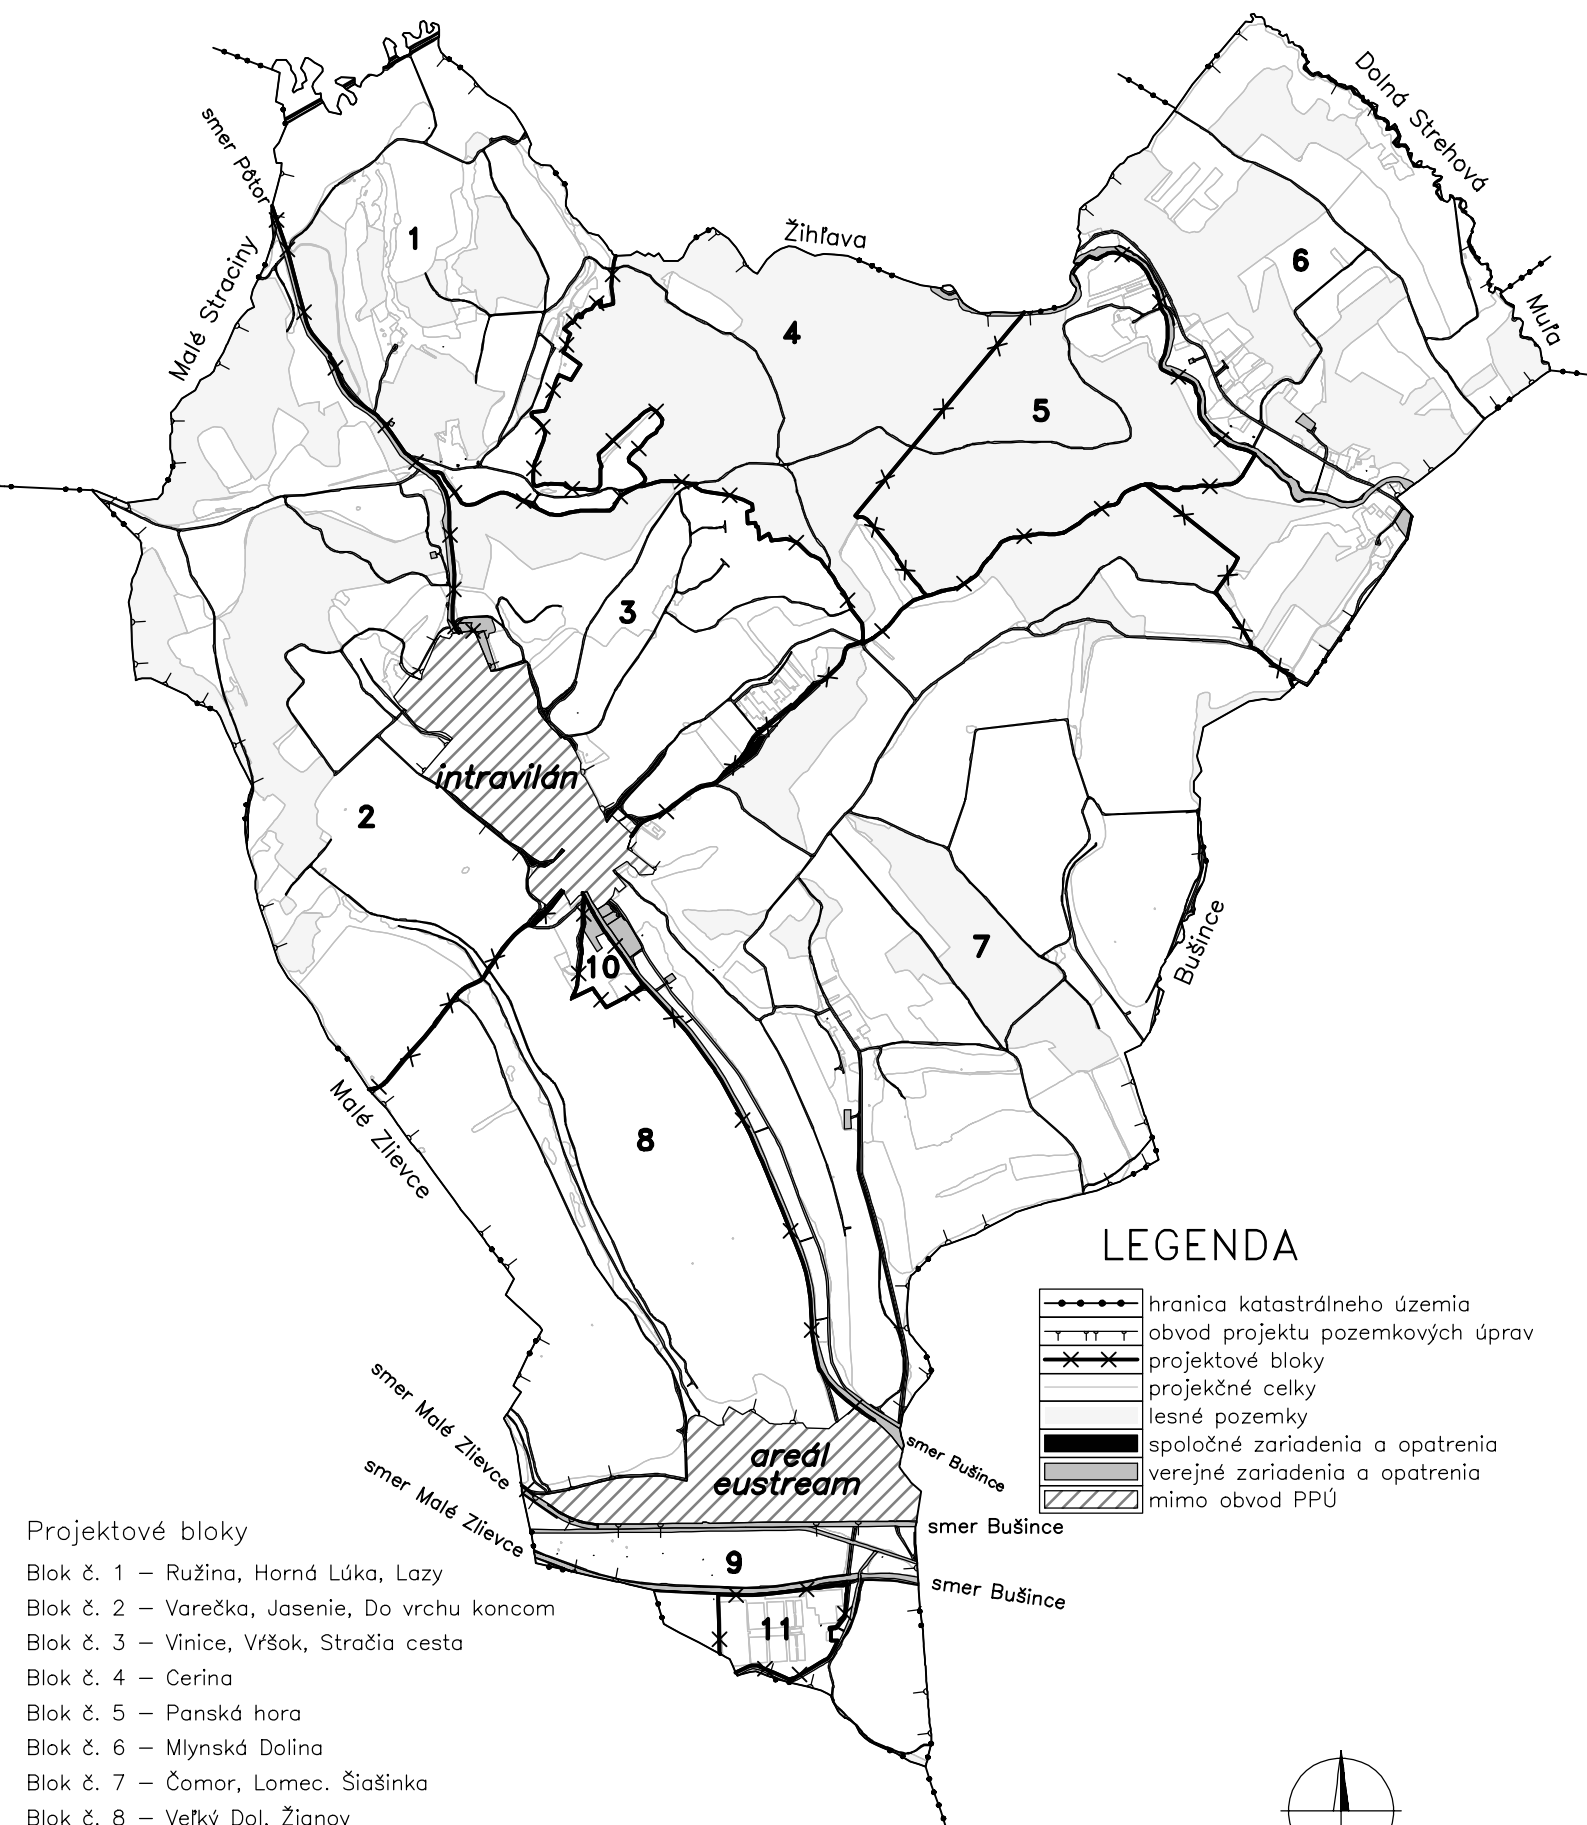 Dolná Strehová
smer Pôtor
Žihľava
1
6
Malé Straciny
Muľa
4
5
3
intravilán
2
7
10
Bušince
Malé Zlievce
8
LEGENDA
hranica katastrálneho územia
obvod projektu pozemkových úprav
projektové bloky
projekčné celky
lesné pozemky
spoločné zariadenia a opatrenia
verejné zariadenia a opatrenia
mimo obvod PPÚ
smer Malé Zlievce
areál
eustream
smer Bušince
smer Malé Zlievce
smer Bušince
9
smer Bušince
11
Projektové bloky
Blok č. 1 – Ružina, Horná Lúka, Lazy
Blok č. 2 – Varečka, Jasenie, Do vrchu koncom
Blok č. 3 – Vinice, Vŕšok, Stračia cesta
Blok č. 4 – Cerina
Blok č. 5 – Panská hora
Blok č. 6 – Mlynská Dolina
Blok č. 7 – Čomor, Lomec. Šiašinka
Blok č. 8 – Veľký Dol,